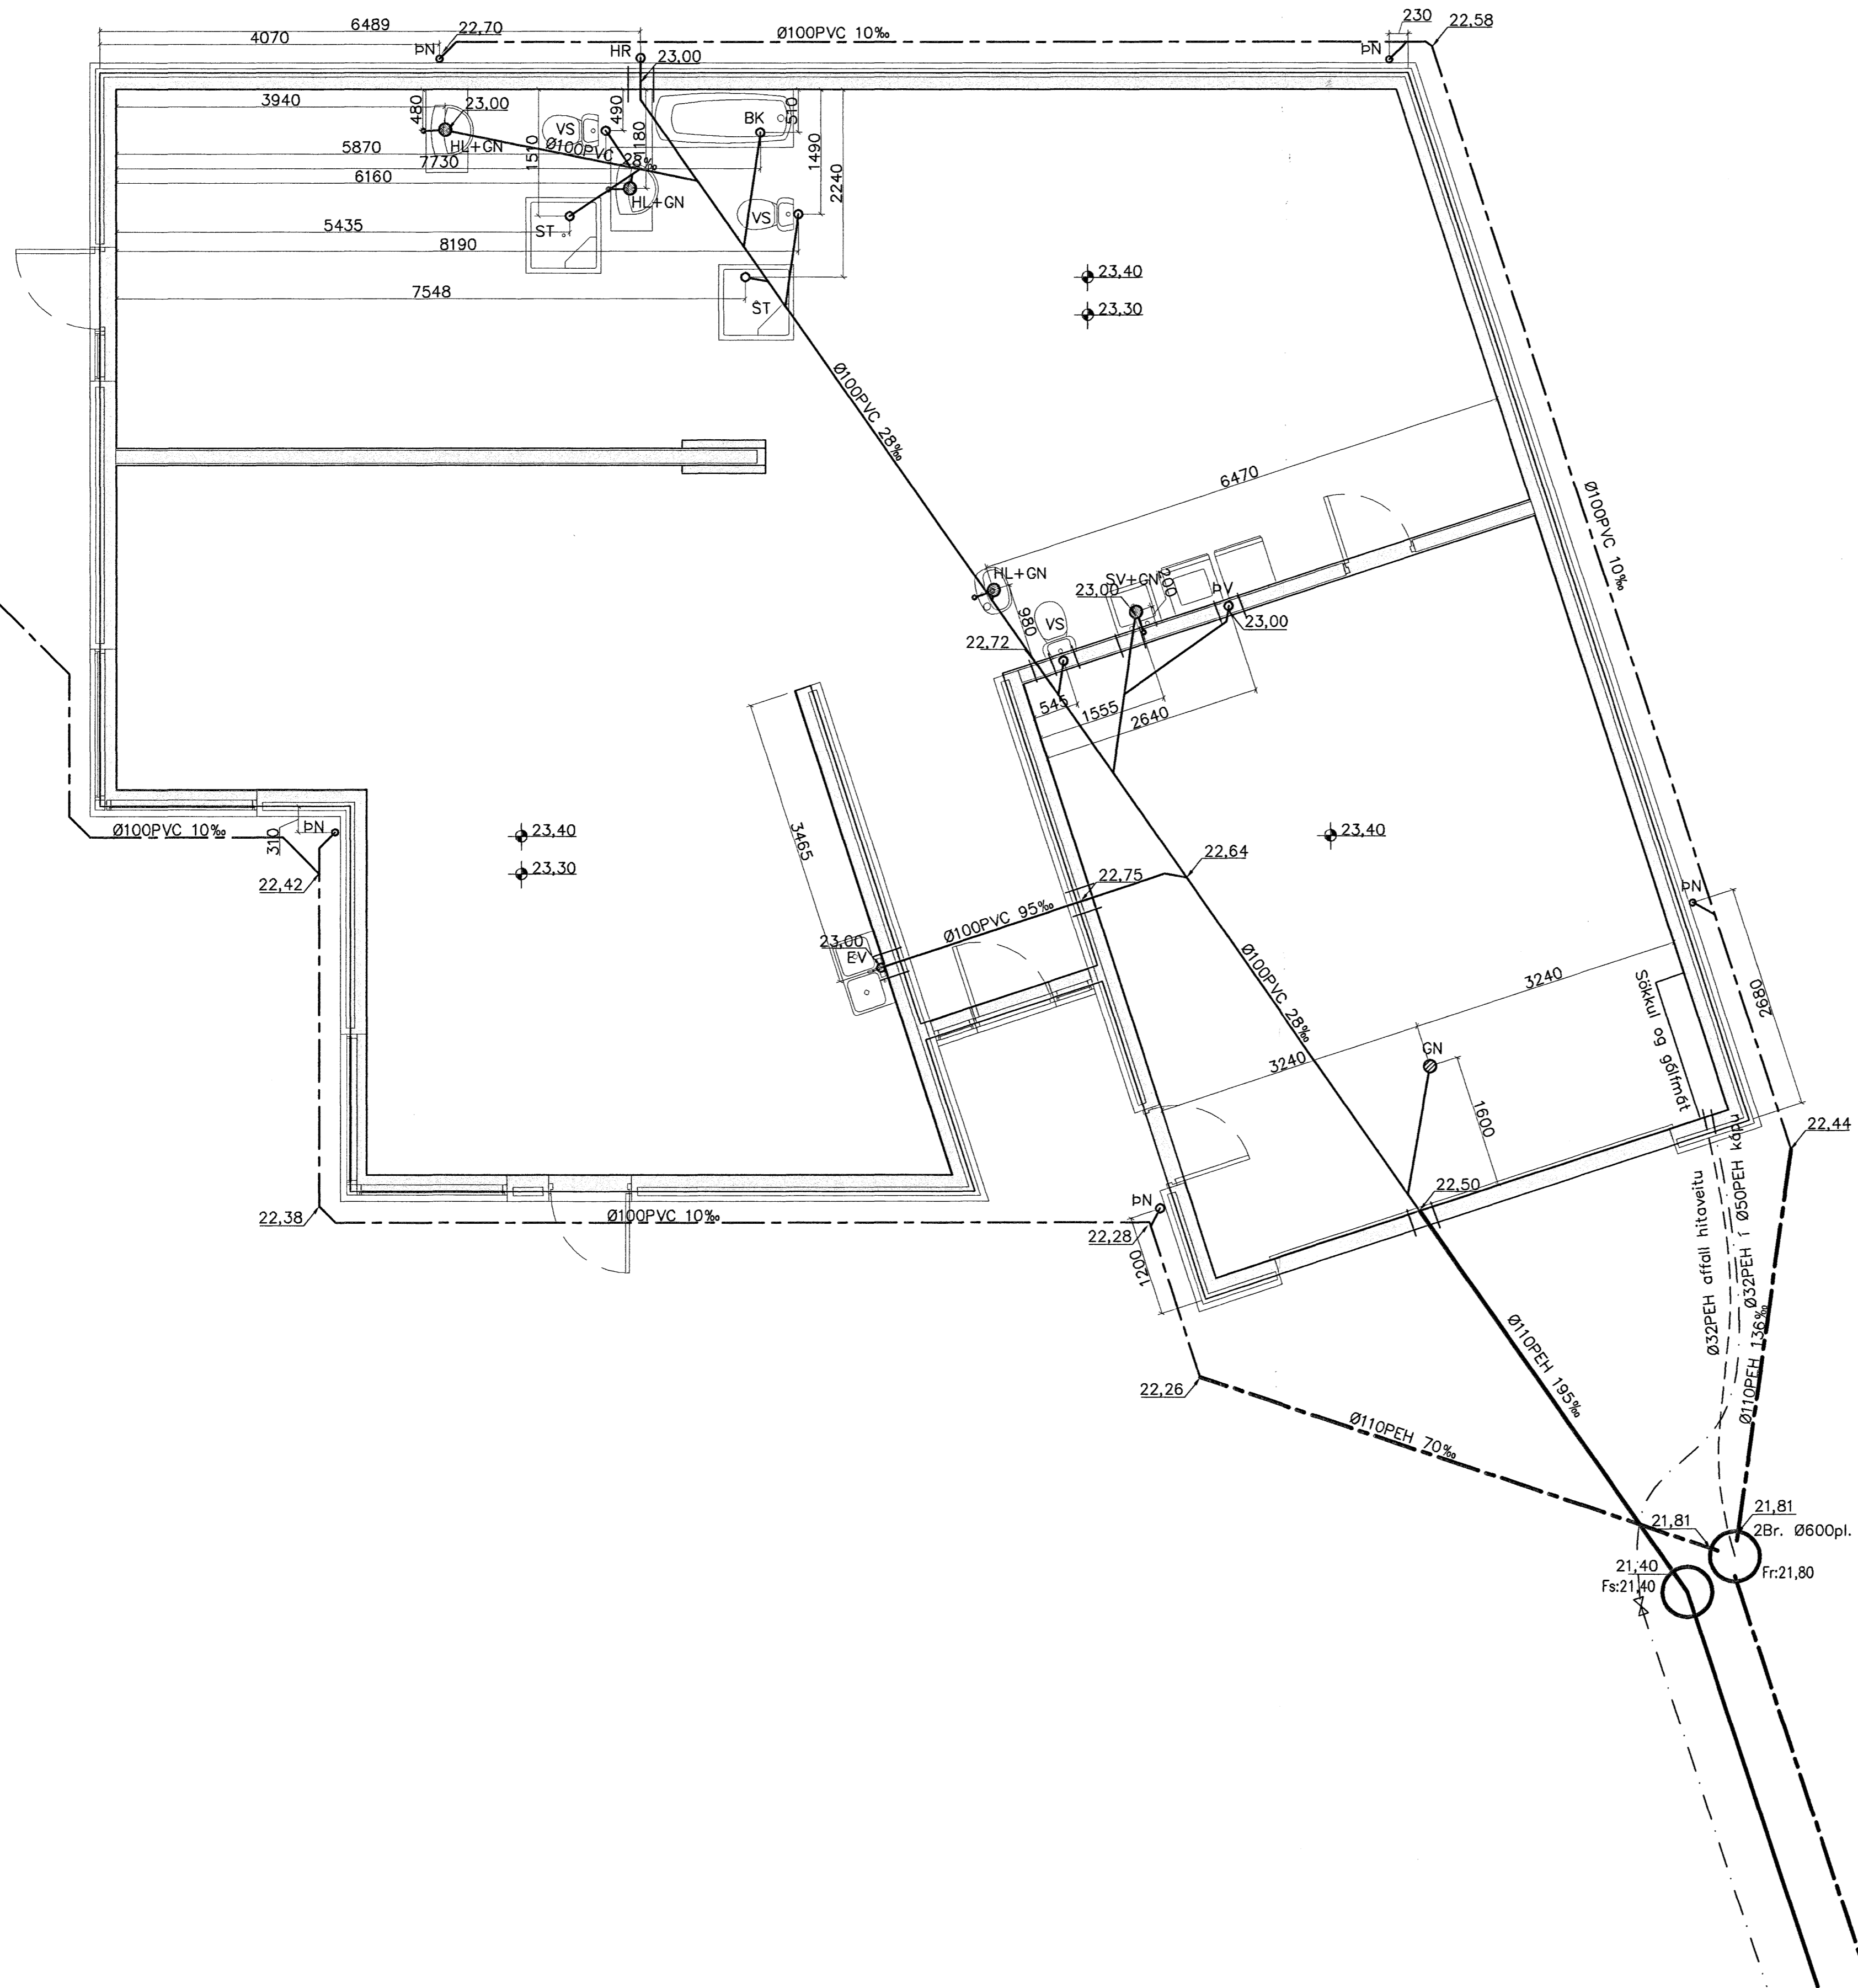 6489
230
22,58
4070
ÞN
22,70
Ø100PVC 10‰
ÞN
HR
23,00
3940
480
23,00
490
510
VS
BK
HL+GN
1510
1180
1490
5870
Ø100PVC 28‰
7730
2240
6160
HL+GN
VS
5435
ST
8190
23,40
7548
ST
23,30
Ø100PVC 28‰
6470
Ø100PVC 10‰
HL+GN
SV+GN
200
23,00
ÞV
980
VS
23,00
22,72
545
1555
2640
Ø100PVC 10‰
310
ÞN
23,40
3465
23,40
22,64
22,42
23,30
22,75
ÞN
Ø100PVC 95‰
23,00
EV
Ø100PVC 28‰
3240
Sökkul og gólfmát
2680
GN
3240
1600
22,44
Ø32PEH affall hitaveitu
Ø32PEH í Ø50PEH kápu
22,50
ÞN
22,38
Ø100PVC 10‰
22,28
1200
Ø110PEH 195‰
Ø110PEH 136‰
22,26
Ø110PEH 70‰
21,81
21,81
2Br. Ø600pl.
21,40
Fr:21,80
Fs:21,40